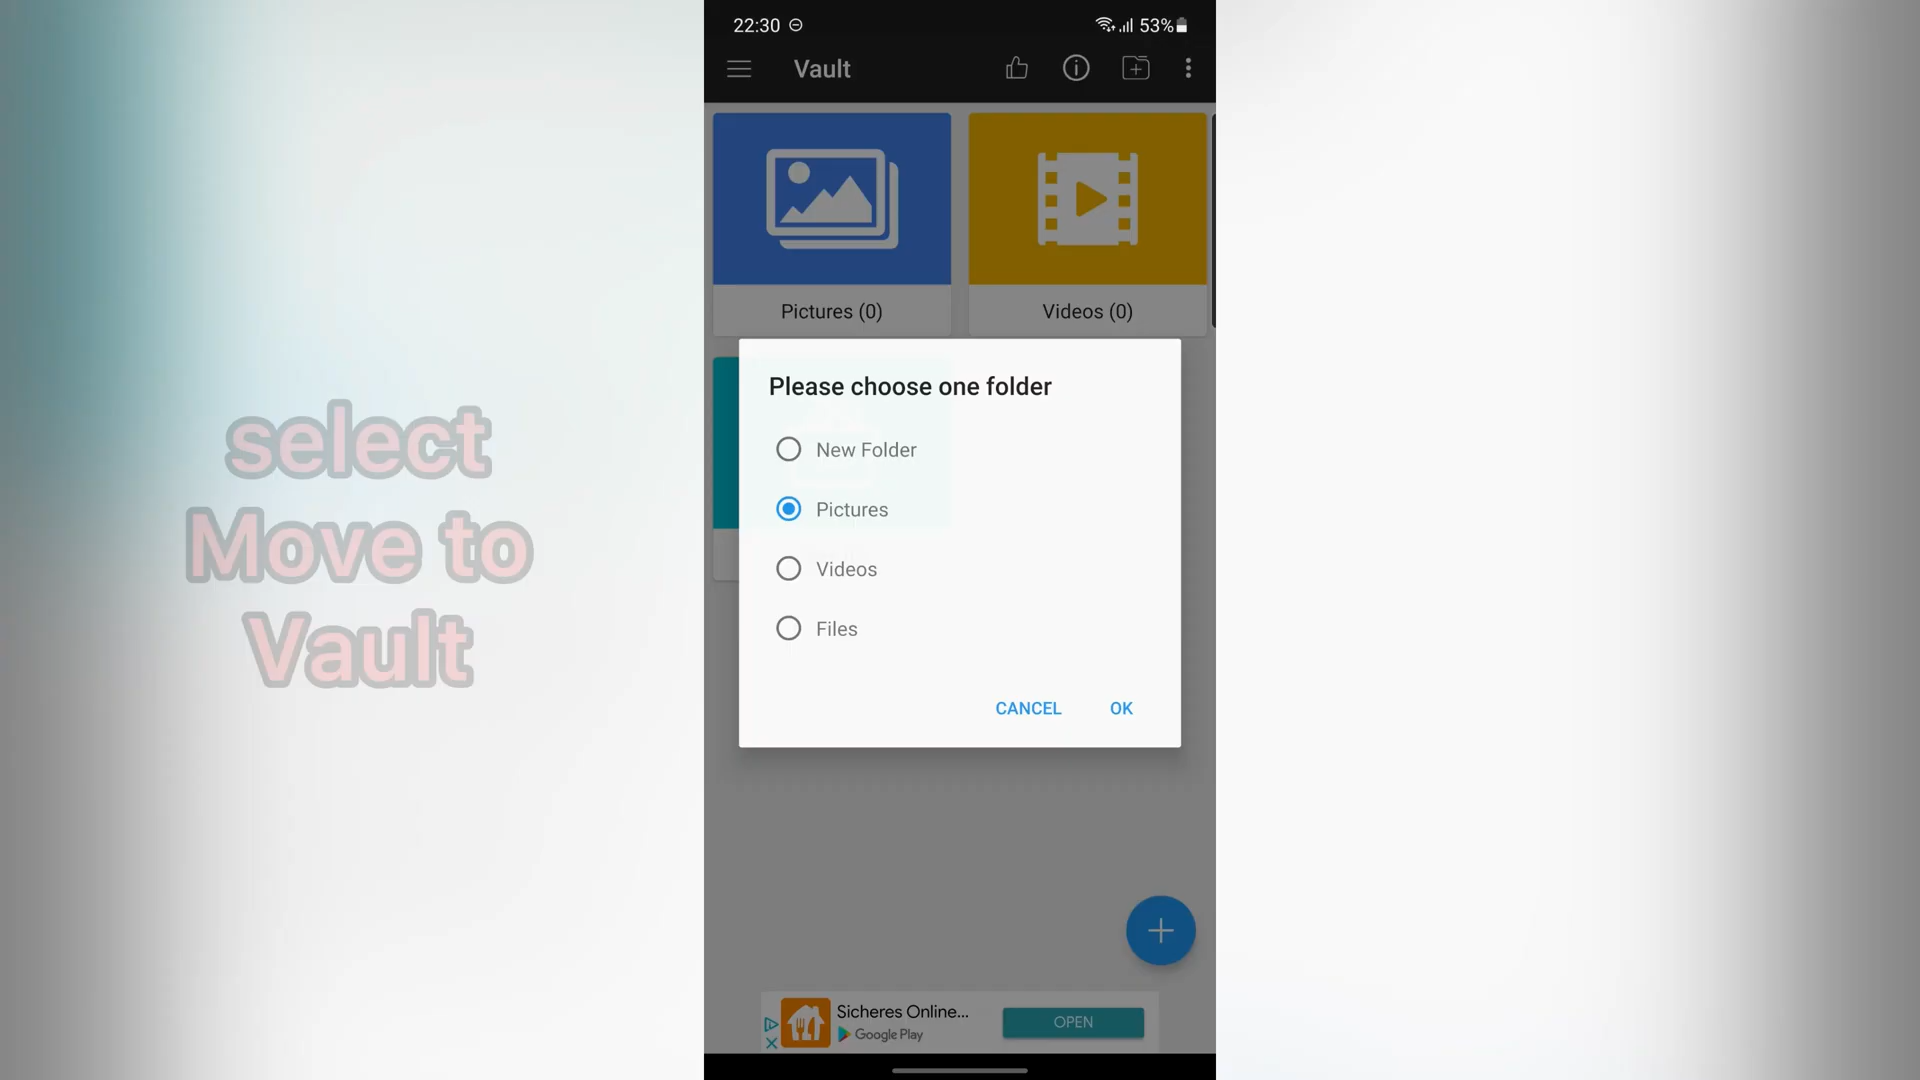 select
Move to
Vault
22:30
53%
Vault
Pictures (0)
Videos (0)
Please choose one folder
New Folder
Pictures
Videos
Files
CANCEL
OK
Sicheres Online...
Google Play
OPEN